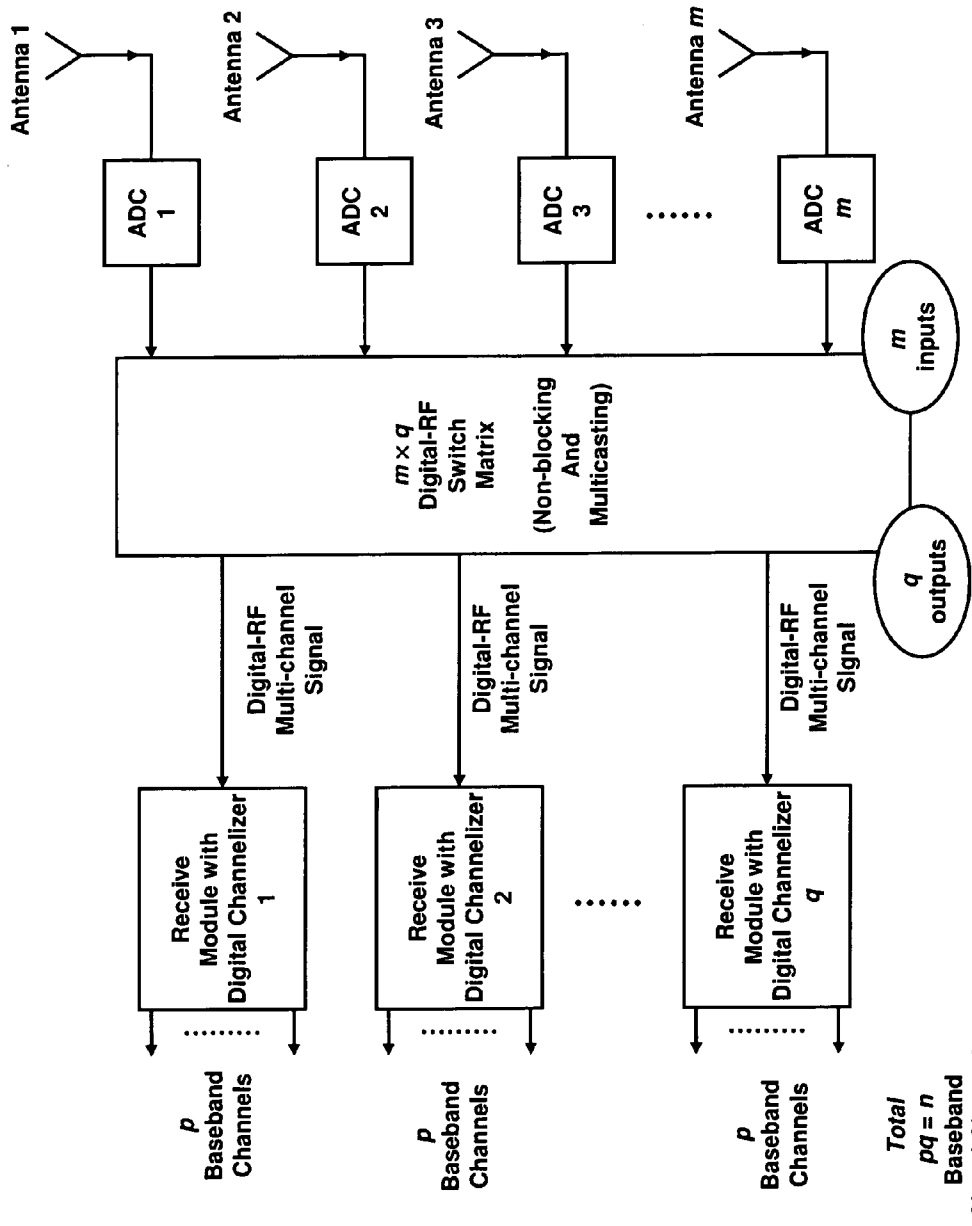 Antenna 1
Antenna 2
Antenna 3
Antenna m
ADC
1
ADC
2
ADC
3
......
ADC
m
m
inputs
m × q
Digital-RF
Switch
Matrix
(Non-blocking
And
Multicasting)
q
outputs
Digital-RF
Multi-channel
Signal
Digital-RF
Multi-channel
Signal
Digital-RF
Multi-channel
Signal
Receive
Module with
Digital Channelizer
1
Receive
Module with
Digital Channelizer
2
......
Receive
Module with
Digital Channelizer
q
p
Baseband
Channels
p
Baseband
Channels
p
Baseband
Channels
Total
pq = n
Baseband